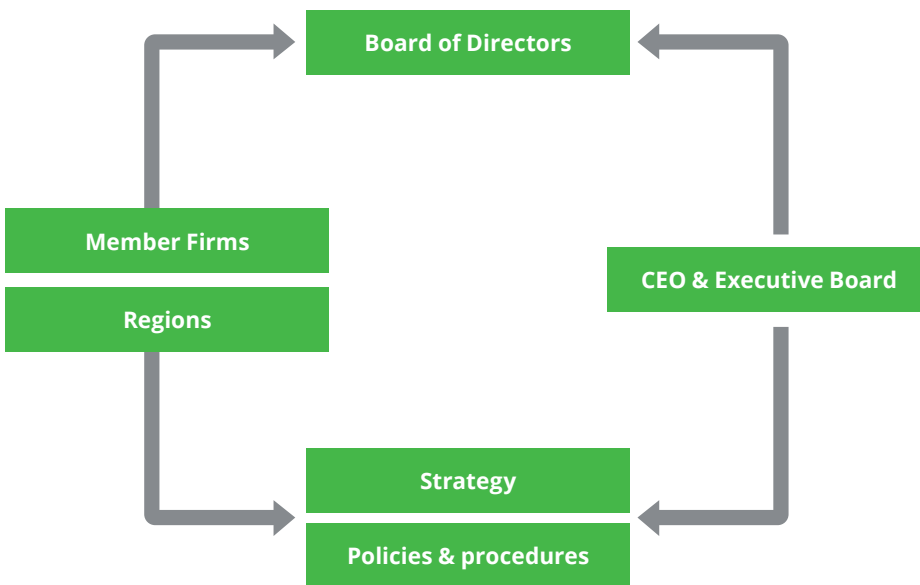 Board of Directors
Member Firms
CEO & Executive Board
Regions
Strategy
Policies & procedures